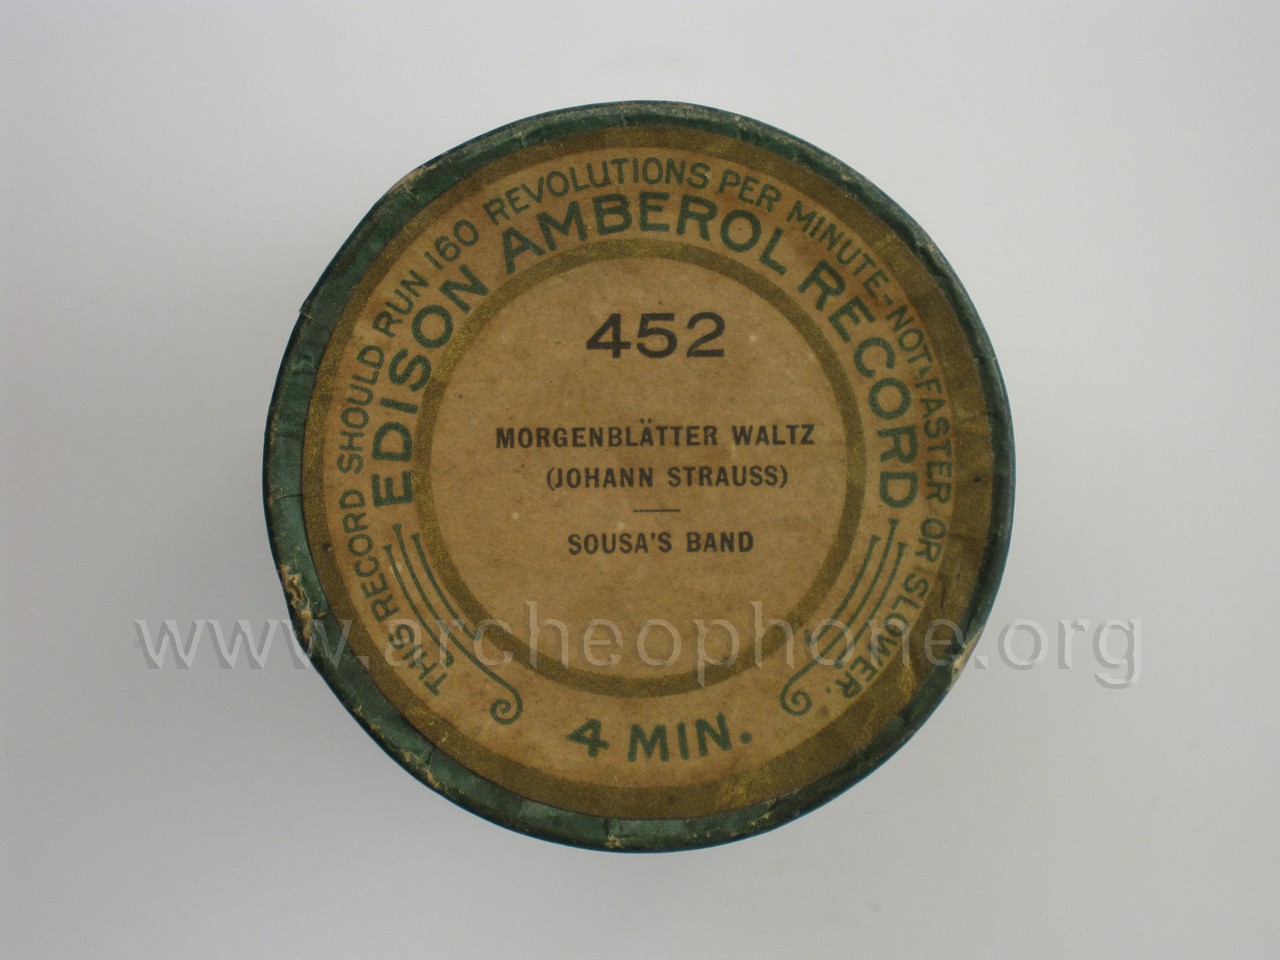 THIS RECORD SHOULD RUN 160 REVOLUTIONS PER MINUTE-NOT FASTER OR SLOWER.
EDISON AMBEROL RECORD
452
MORGENBLÄTTER WALTZ
(JOHANN STRAUSS)
SOUSA'S BAND
4 MIN.
www.archeophone.org